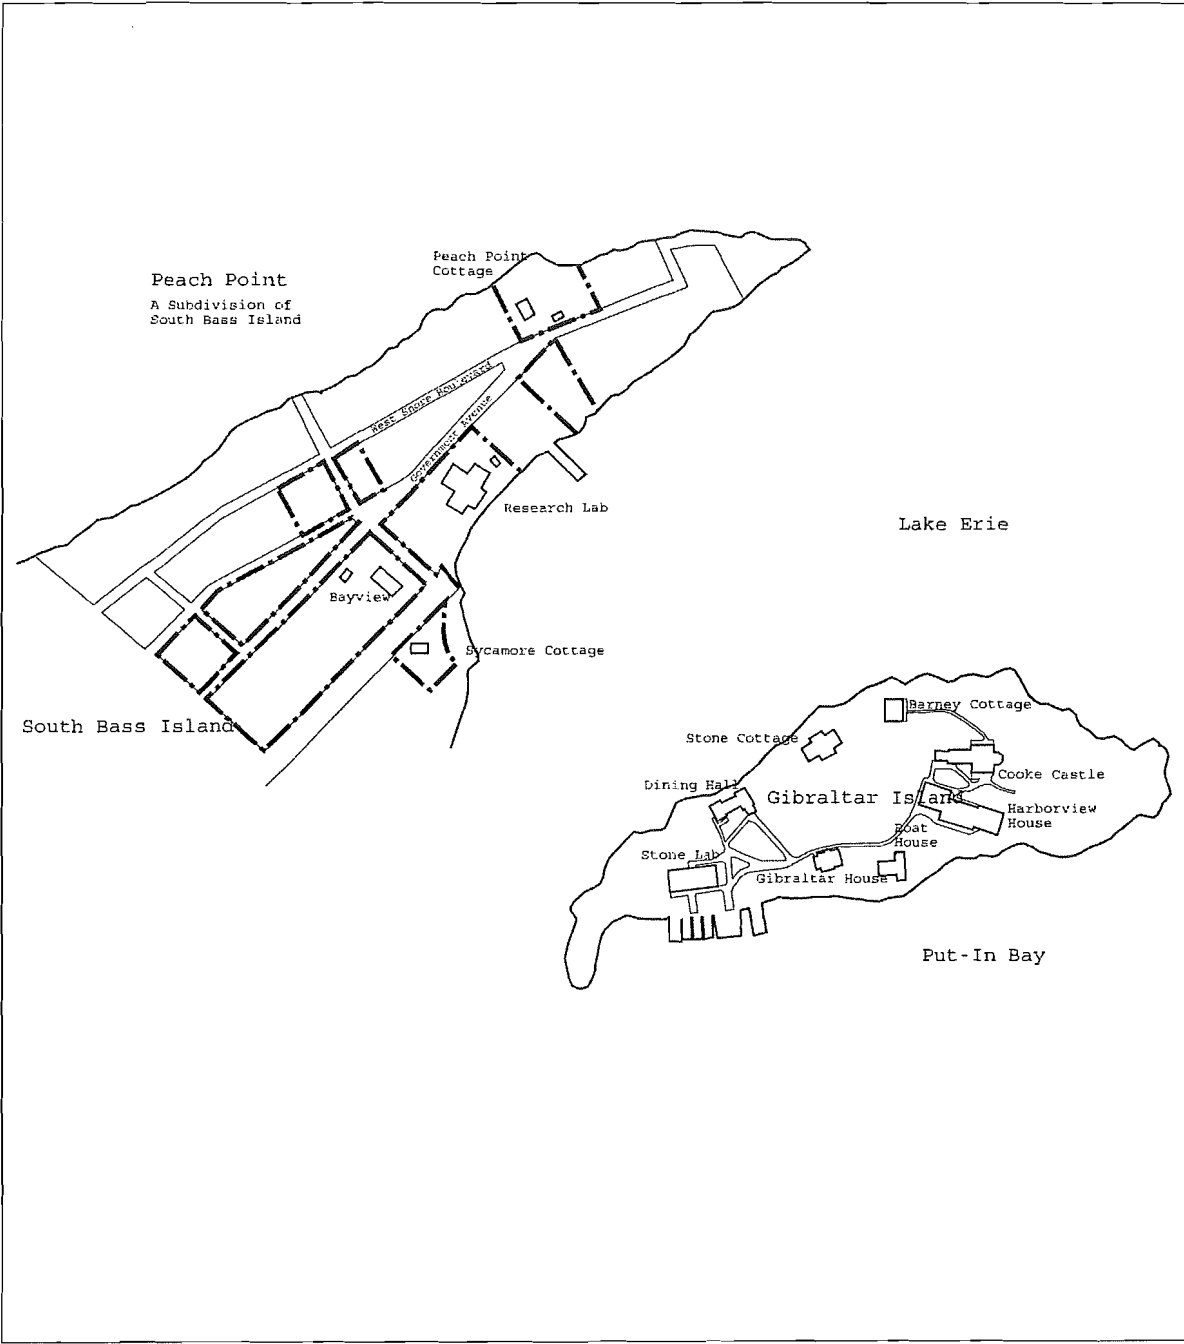 Peach Point
Cottage
Peach Point
A Subdivision of
South Bass Island
West Shore Boulevard
Government Avenue
Research Lab
Lake Erie
Bayview
Sycamore Cottage
South Bass Island
Barney Cottage
Stone Cottage
Cooke Castle
Dining Hall
Gibraltar Island
Harborview
House
Boat
House
Stone Lab
Gibraltar House
Put-In Bay